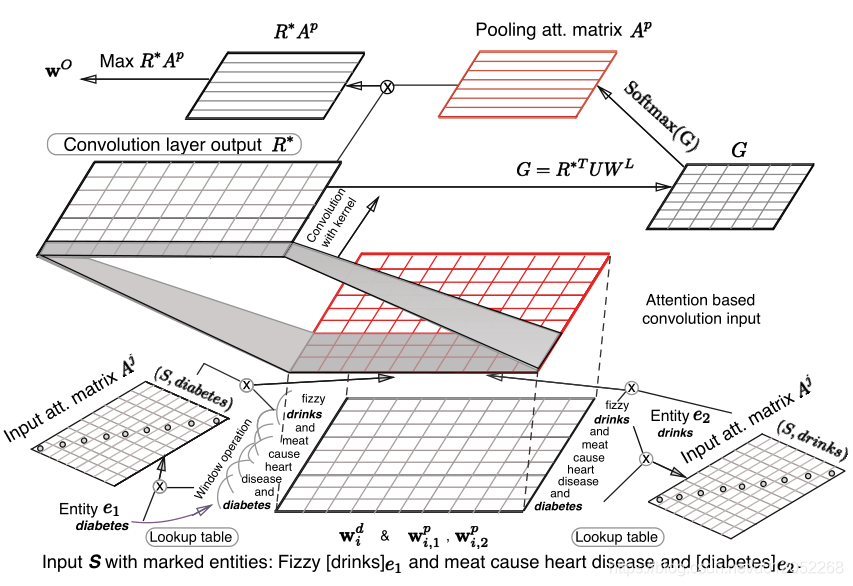 R*A^p
Pooling att. matrix A^p
w^O
Max R*A^p
Softmax(G)
Convolution layer output R*
G
G = R*^T UW^L
Convolution
with kernel
Attention based
convolution input
Input att. matrix A^j
(S, diabetes)
Window operation
fizzy
drinks
and
meat
cause
heart
disease
and
diabetes
fizzy
drinks
and
meat
cause
heart
disease
and
diabetes
Entity e2
drinks
Input att. matrix A^j
(S, drinks)
Entity e1
diabetes
Lookup table
w_i^d & w_{i,1}^p , w_{i,2}^p
Lookup table
Input S with marked entities: Fizzy [drinks]e1 and meat cause heart disease and [diabetes]e2.